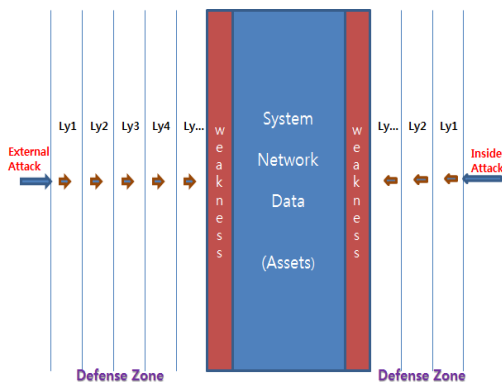 Ly1 Ly2 Ly3 Ly4 Ly...
External
Attack
weakness
System
Network
Data
(Assets)
weakness
Ly... Ly2 Ly1
Inside
Attack
Defense Zone
Defense Zone